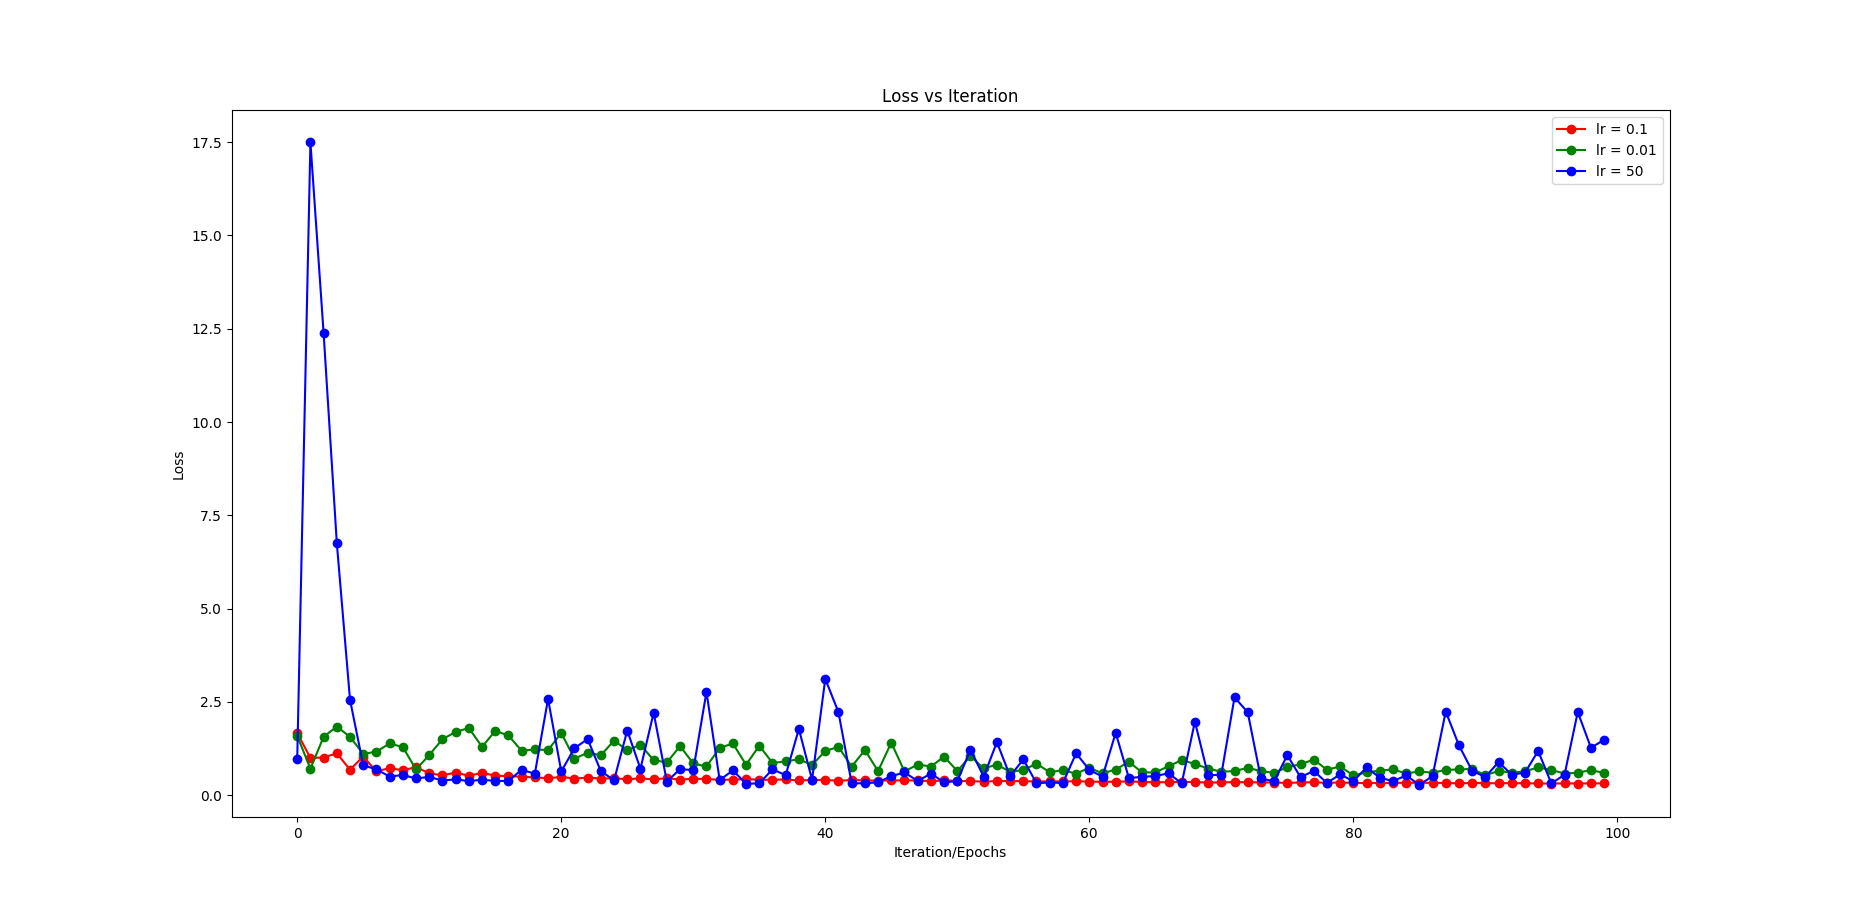 Loss vs Iteration
lr = 0.1
lr = 0.01
lr = 50
17.5
15.0
12.5
10.0
7.5
5.0
2.5
0.0
Loss
0 20 40 60 80 100
Iteration/Epochs